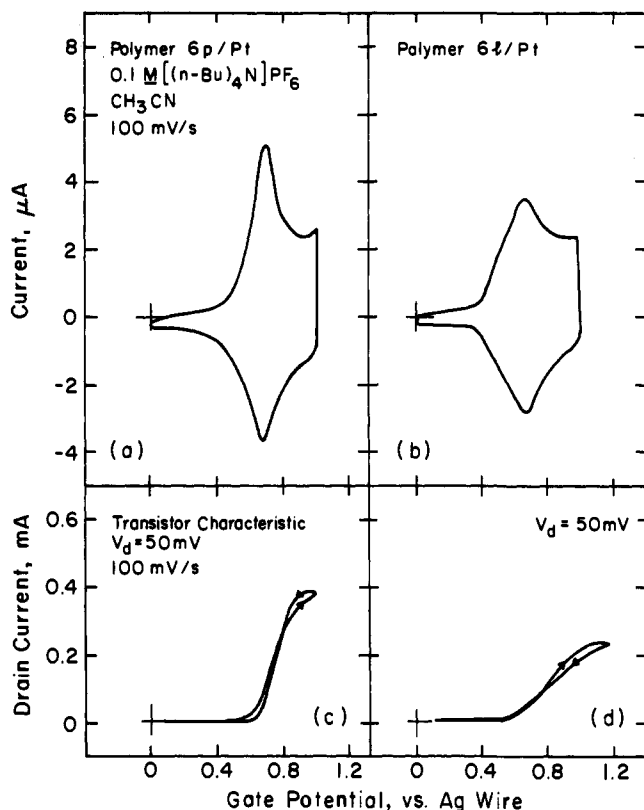 Polymer 6p/Pt
0.1 M [(n-Bu)4N]PF6
CH3CN
100 mV/s
Polymer 6ℓ/Pt
8
6
4
2
0
-2
-4
Current, μA
(a)
(b)
Transistor Characteristic
Vd = 50mV
100 mV/s
Vd = 50mV
0.6
0.4
0.2
0
Drain Current, mA
(c)
(d)
0 0.4 0.8 1.2 0 0.4 0.8 1.2
Gate Potential, vs. Ag Wire